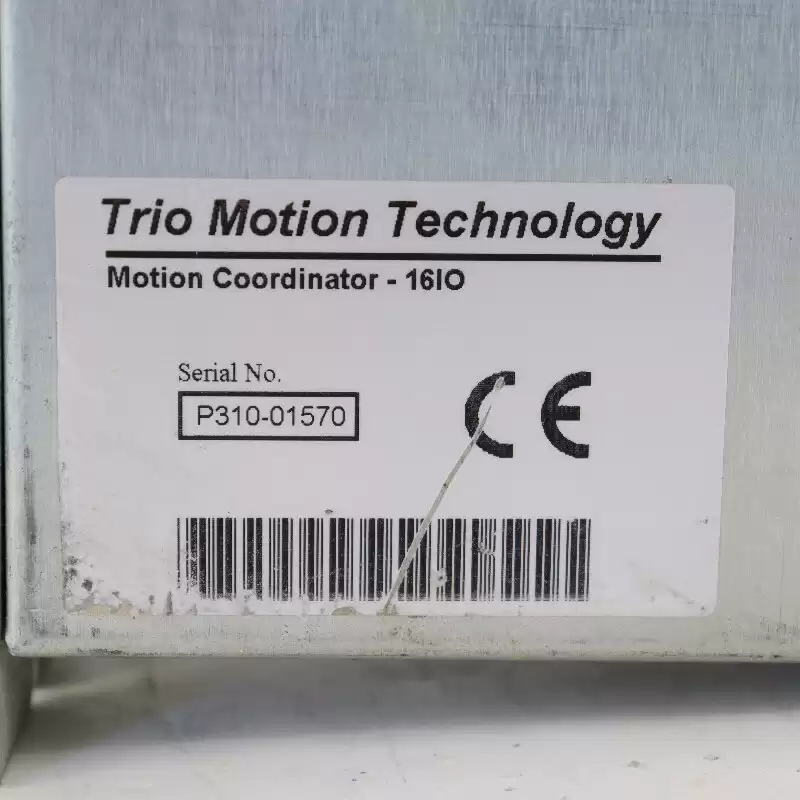 Trio Motion Technology
Motion Coordinator - 16IO
Serial No.
P310-01570
CE